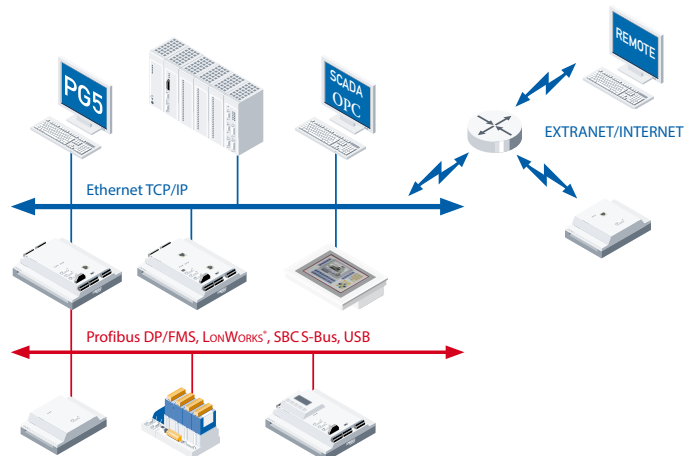 REMOTE
PG5
SCADA
OPC
EXTRANET/INTERNET
Ethernet TCP/IP
Profibus DP/FMS, LONWORKS®, SBC S-Bus, USB